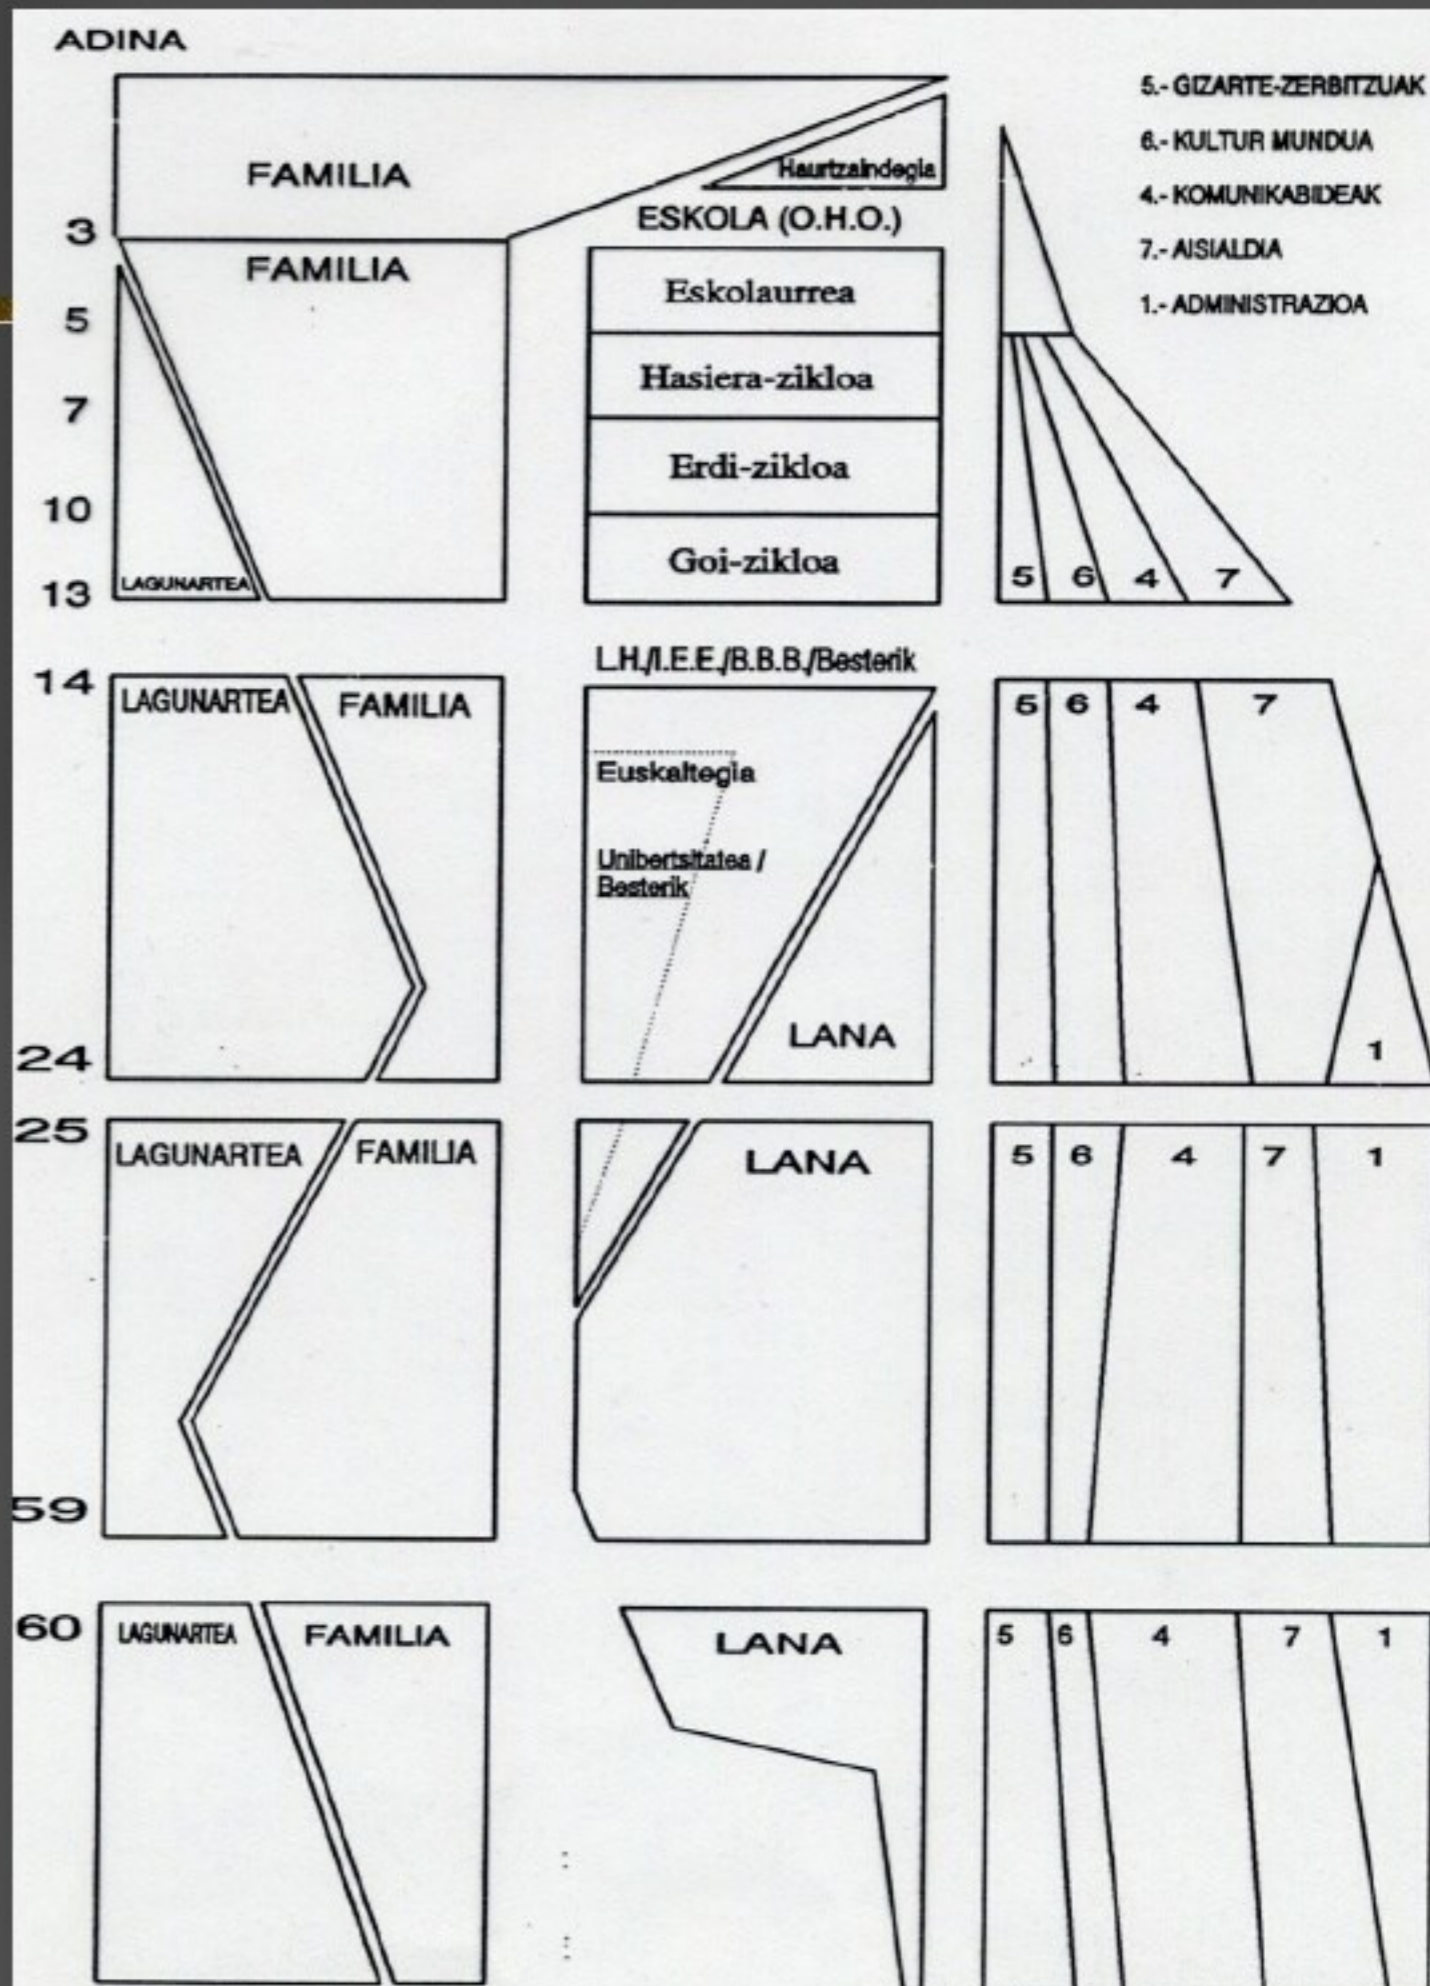 ADINA
5.- GIZARTE-ZERBITZUAK
6.- KULTUR MUNDUA
4.- KOMUNIKABIDEAK
7.- AISIALDIA
1.- ADMINISTRAZIOA
FAMILIA
Haurtzaindegia
3
ESKOLA (O.H.O.)
FAMILIA
Eskolaurrea
5
Hasiera-zikloa
7
Erdi-zikloa
10
Goi-zikloa
LAGUNARTEA
5 6 4 7
13
L.H./I.E.E./B.B.B./Besterik
14
LAGUNARTEA FAMILIA
5 6 4 7
Euskaltegia
Unibertsitatea /
Besterik
LANA
1
24
25
LAGUNARTEA FAMILIA
LANA
5 6 4 7 1
59
60
LAGUNARTEA FAMILIA
LANA
5 6 4 7 1